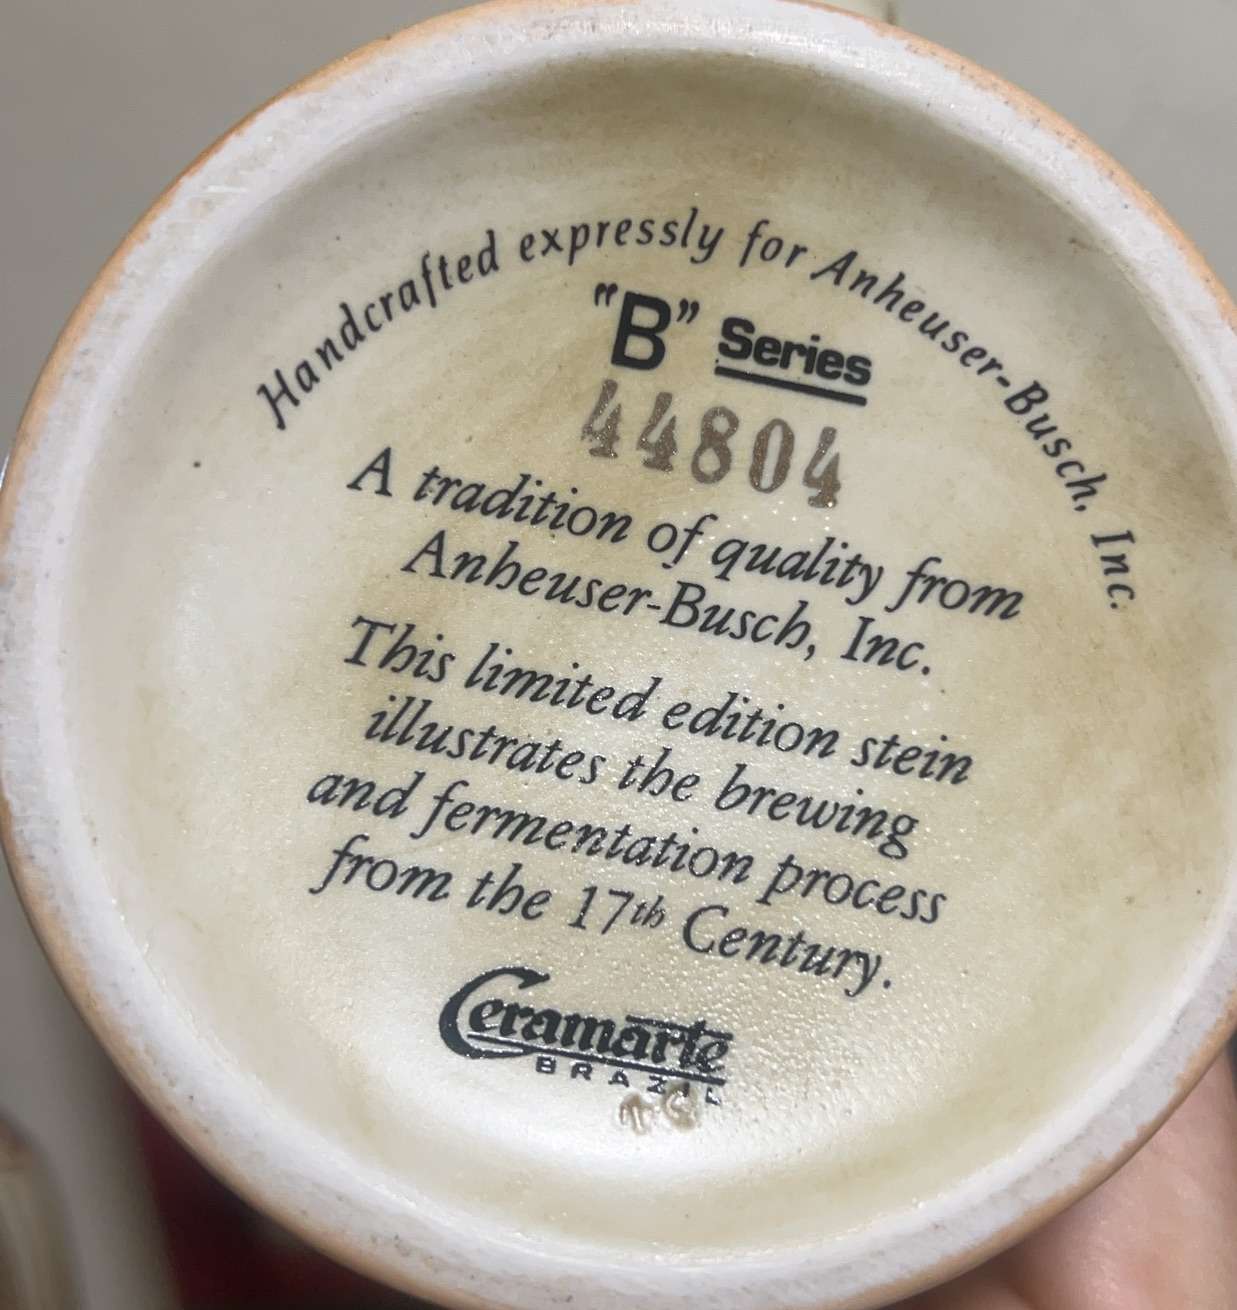 Handcrafted expressly for Anheuser-Busch, Inc.
"B" Series
44804
A tradition of quality from
Anheuser-Busch, Inc.
This limited edition stein
illustrates the brewing
and fermentation process
from the 17th Century.
Ceramarte
BRAZIL